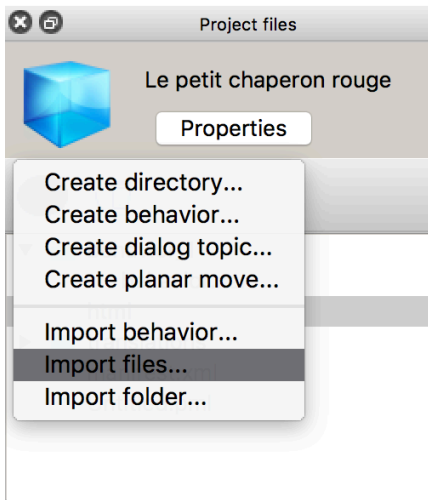 Project files
Le petit chaperon rouge
Properties
Create directory...
Create behavior...
Create dialog topic...
Create planar move...
Import behavior...
Import files...
Import folder...